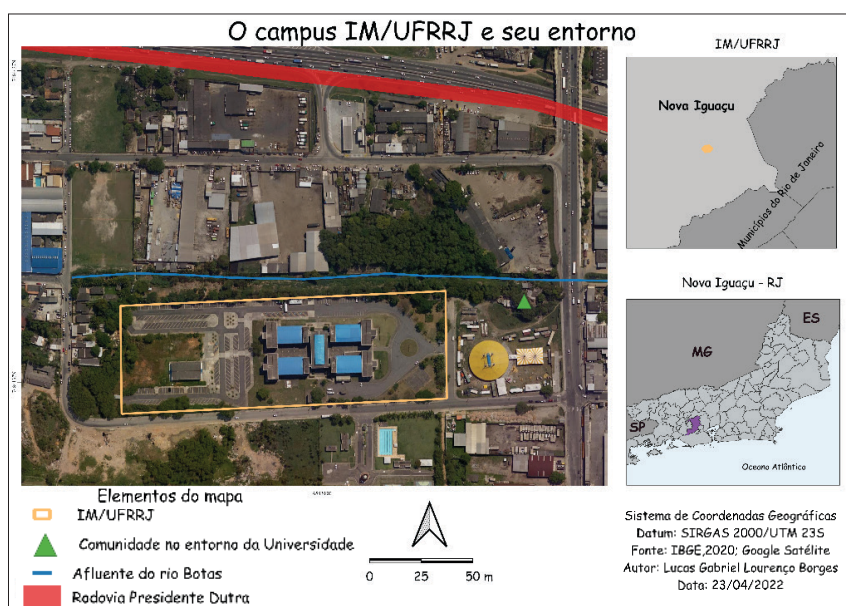 O campus IM/UFRRJ e seu entorno
IM/UFRRJ
Nova Iguaçu
Municípios do Rio de Janeiro
Nova Iguaçu - RJ
ES
MG
SP
Oceano Atlântico
Elementos do mapa
IM/UFRRJ
Comunidade no entorno da Universidade
Afluente do rio Botas
Rodovia Presidente Dutra
0 25 50 m
Sistema de Coordenadas Geográficas
Datum: SIRGAS 2000/UTM 23S
Fonte: IBGE,2020; Google Satélite
Autor: Lucas Gabriel Lourenço Borges
Data: 23/04/2022